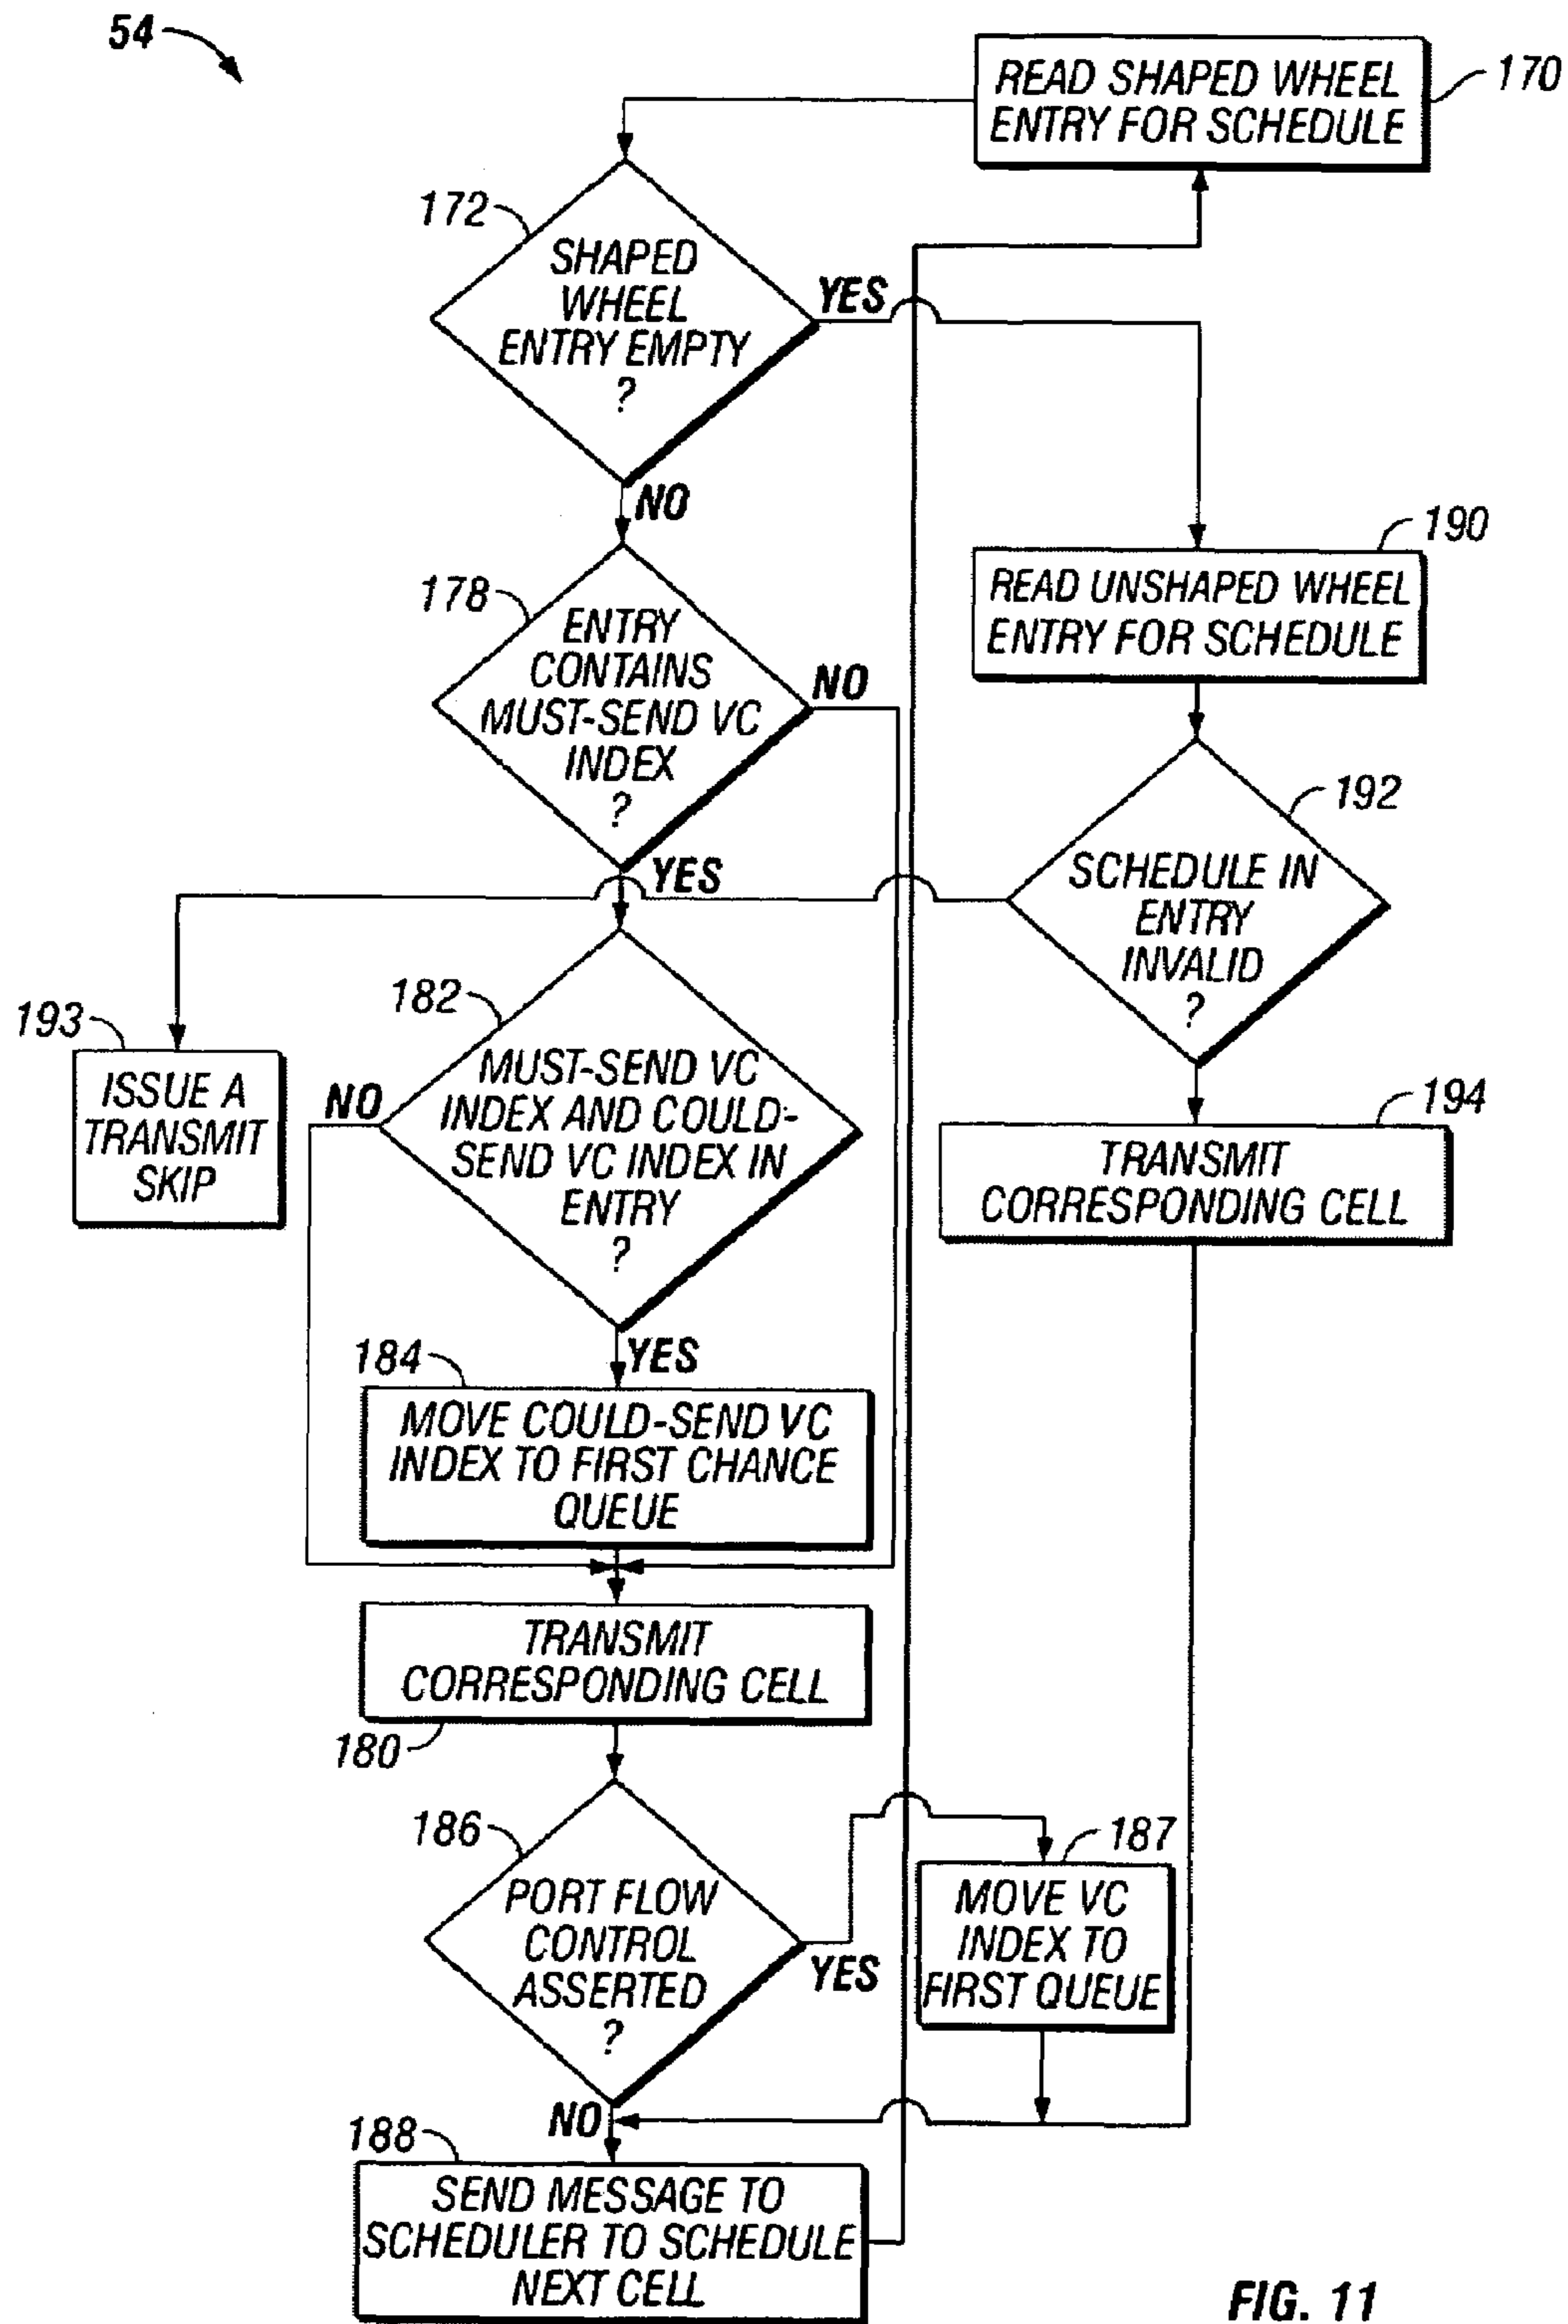 54
READ SHAPED WHEEL
ENTRY FOR SCHEDULE
170
172
SHAPED
WHEEL
ENTRY EMPTY
?
YES
NO
190
READ UNSHAPED WHEEL
ENTRY FOR SCHEDULE
178
ENTRY
CONTAINS
MUST-SEND VC
INDEX
?
NO
YES
192
SCHEDULE IN
ENTRY
INVALID
?
193
ISSUE A
TRANSMIT
SKIP
182
MUST-SEND VC
INDEX AND COULD-
SEND VC INDEX IN
ENTRY
?
NO
YES
194
TRANSMIT
CORRESPONDING CELL
184
MOVE COULD-SEND VC
INDEX TO FIRST CHANCE
QUEUE
TRANSMIT
CORRESPONDING CELL
180
186
PORT FLOW
CONTROL
ASSERTED
?
YES
NO
187
MOVE VC
INDEX TO
FIRST QUEUE
188
SEND MESSAGE TO
SCHEDULER TO SCHEDULE
NEXT CELL
FIG. 11